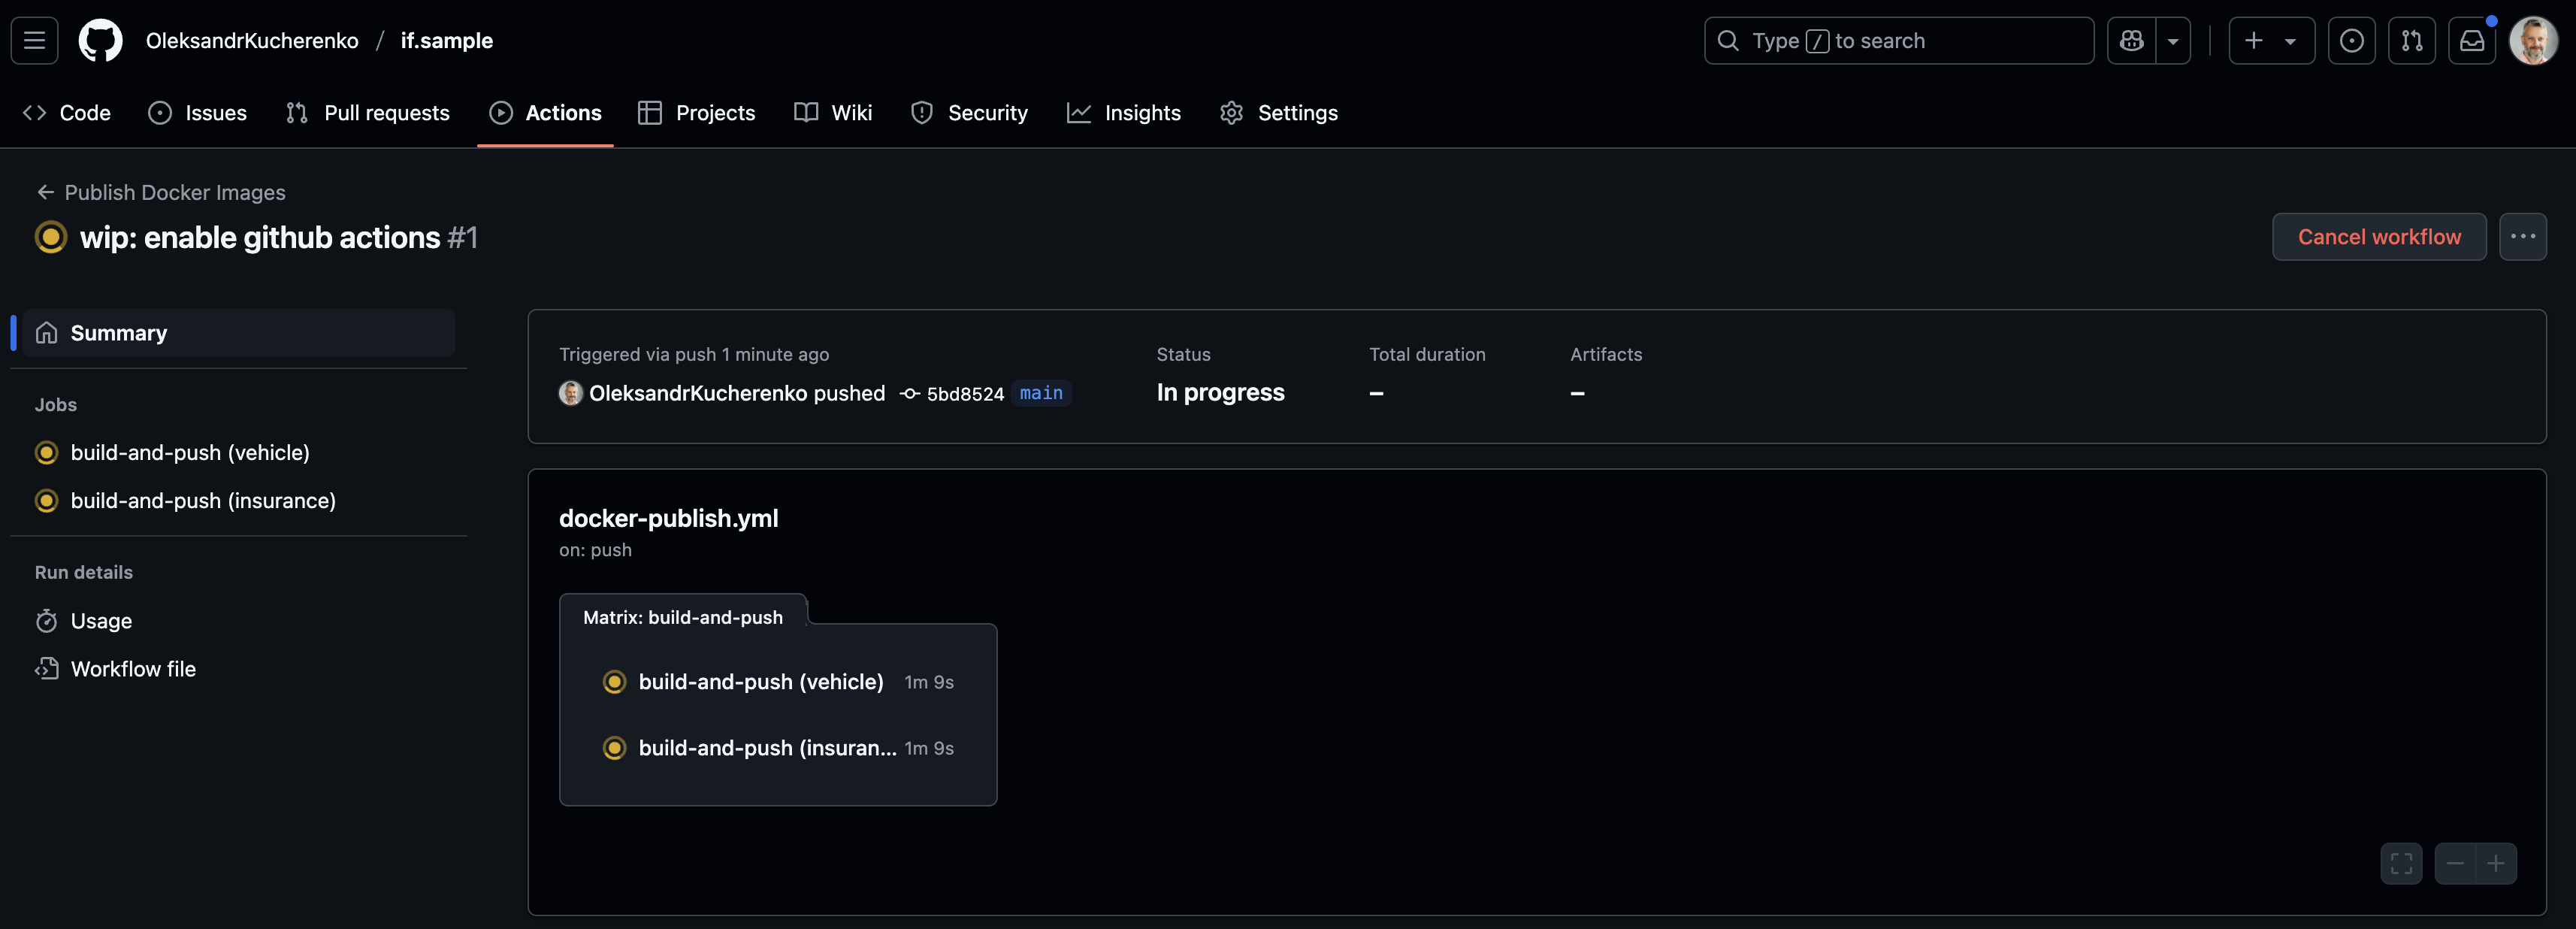 OleksandrKucherenko / if.sample
Type / to search
Code Issues Pull requests Actions Projects Wiki Security Insights Settings
← Publish Docker Images
wip: enable github actions #1
Cancel workflow
Summary
Jobs
build-and-push (vehicle)
build-and-push (insurance)
Run details
Usage
Workflow file
Triggered via push 1 minute ago
OleksandrKucherenko pushed 5bd8524 main
Status
In progress
Total duration
–
Artifacts
–
docker-publish.yml
on: push
Matrix: build-and-push
build-and-push (vehicle) 1m 9s
build-and-push (insuran... 1m 9s